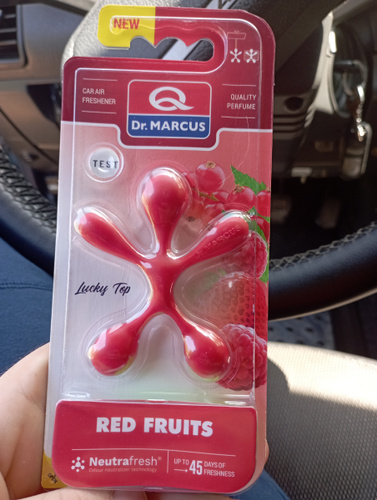 NEW
CAR AIR
FRESHENER
QUALITY
PERFUME
Dr. MARCUS
TEST
Lucky Top
RED FRUITS
Neutrafresh®
Odour neutralisation technology
UP TO 45 DAYS OF
FRESHNESS